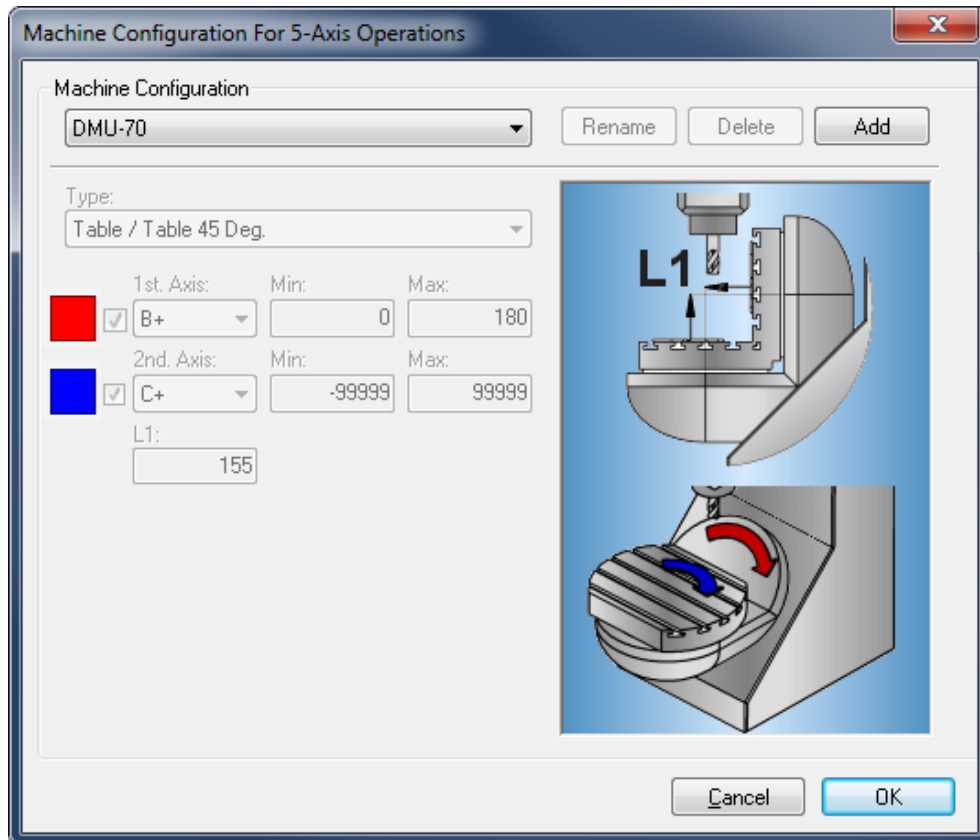 Machine Configuration For 5-Axis Operations
Machine Configuration
DMU-70
Rename Delete Add
Type:
Table / Table 45 Deg.
1st. Axis: Min: Max:
B+ 0 180
2nd. Axis: Min: Max:
C+ -99999 99999
L1:
155
L1
Cancel OK